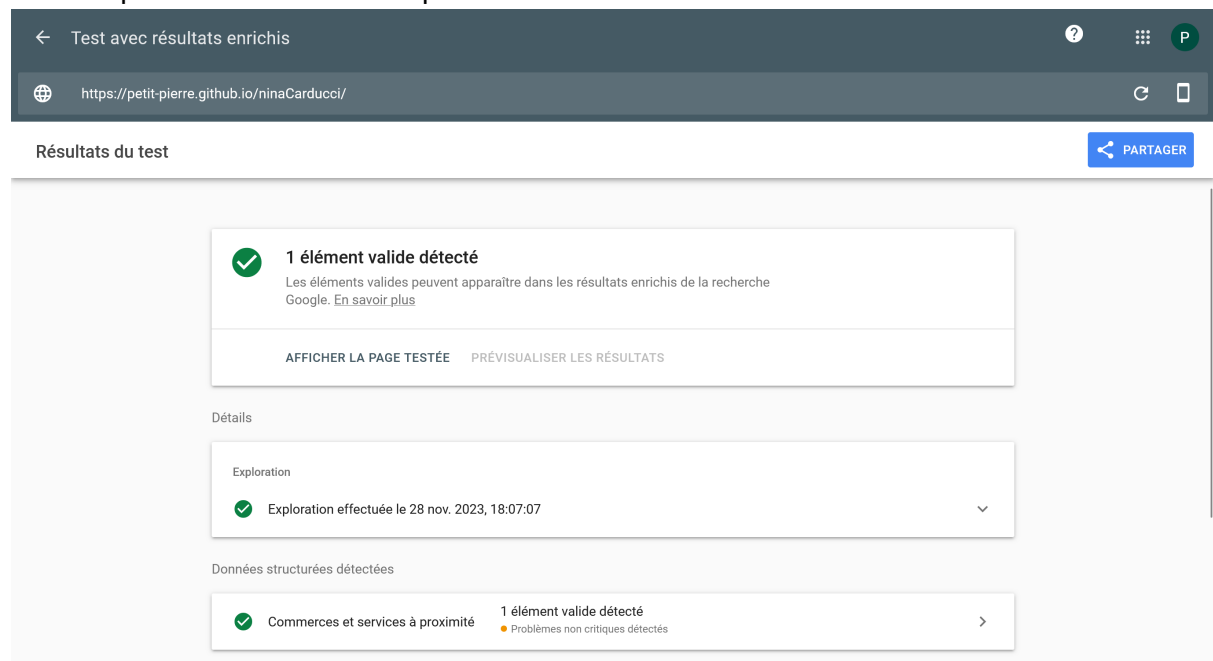 Test avec résultats enrichis
P
https://petit-pierre.github.io/ninaCarducci/
Résultats du test
PARTAGER
1 élément valide détecté
Les éléments valides peuvent apparaître dans les résultats enrichis de la recherche
Google. En savoir plus
AFFICHER LA PAGE TESTÉE PRÉVISUALISER LES RÉSULTATS
Détails
Exploration
Exploration effectuée le 28 nov. 2023, 18:07:07
Données structurées détectées
Commerces et services à proximité
1 élément valide détecté
Problèmes non critiques détectés